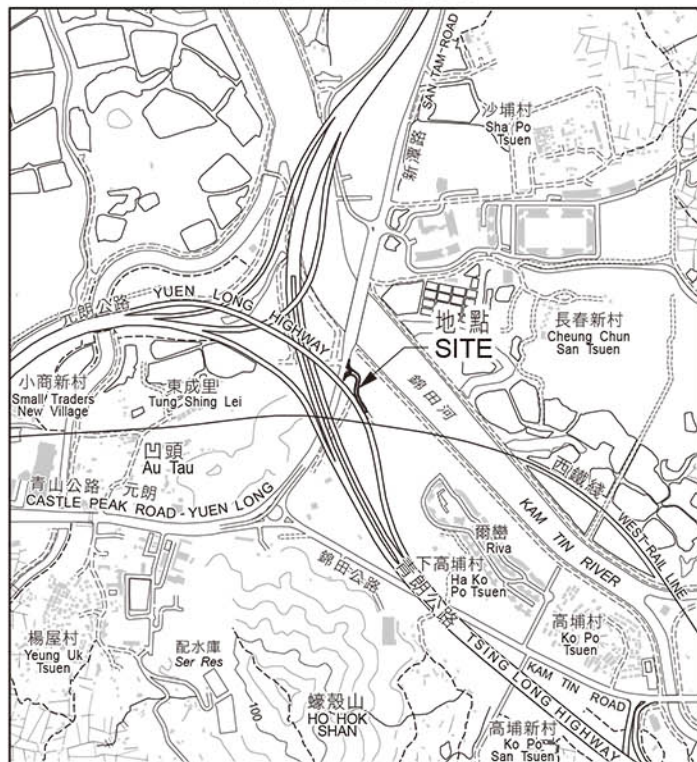 SAN TAM ROAD
新潭路
沙埔村
Sha Po
Tsuen
元朗公路
YUEN LONG HIGHWAY
地點
SITE
長春新村
Cheung Chun
San Tsuen
小商新村
Small Traders
New Village
東成里
Tung Shing Lei
錦田河
凹頭
Au Tau
西鐵綫
WEST RAIL LINE
青山公路 - 元朗
CASTLE PEAK ROAD - YUEN LONG
KAM TIN RIVER
爾巒
Riva
錦田公路
下高埔村
Ha Ko
Po Tsuen
青朗公路
TSING LONG HIGHWAY
高埔村
Ko Po
Tsuen
楊屋村
Yeung Uk
Tsuen
配水庫
Ser Res
100
蠔殼山
HO HOK
SHAN
KAM TIN ROAD
高埔新村
Ko Po
San Tsuen